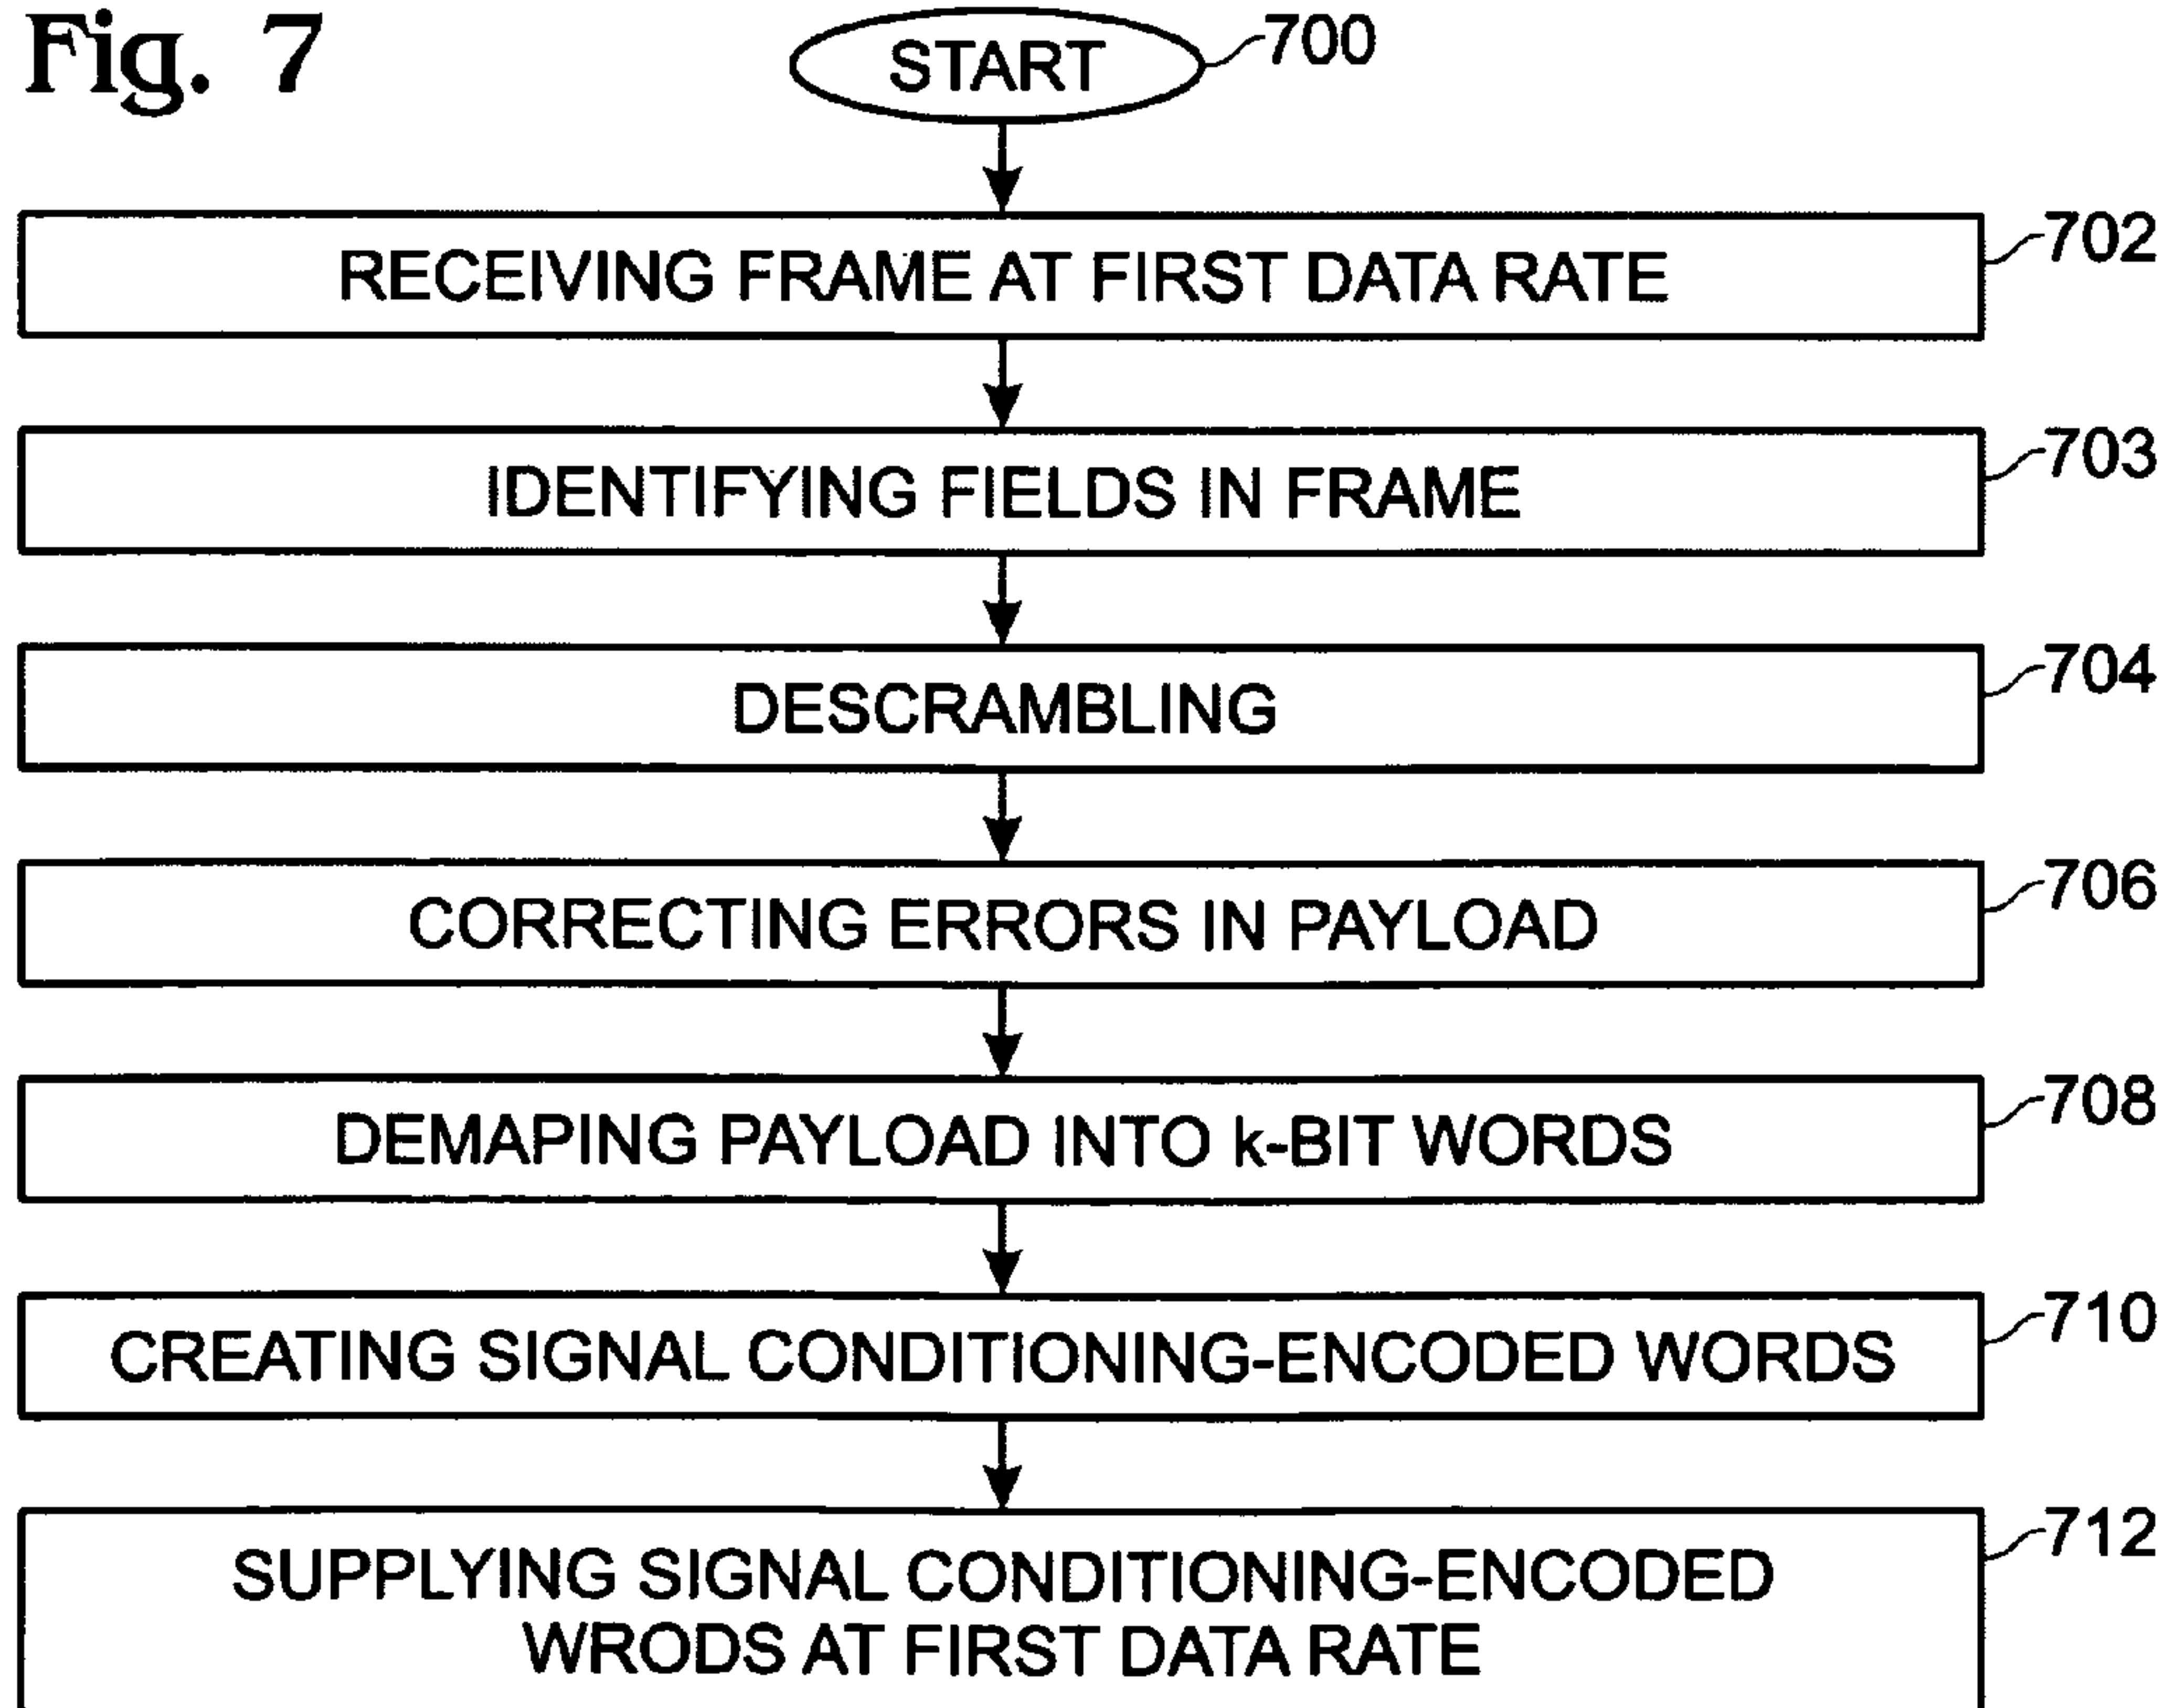 Fig. 7
START
700
RECEIVING FRAME AT FIRST DATA RATE
702
IDENTIFYING FIELDS IN FRAME
703
DESCRAMBLING
704
CORRECTING ERRORS IN PAYLOAD
706
DEMAPING PAYLOAD INTO k-BIT WORDS
708
CREATING SIGNAL CONDITIONING-ENCODED WORDS
710
SUPPLYING SIGNAL CONDITIONING-ENCODED
WRODS AT FIRST DATA RATE
712